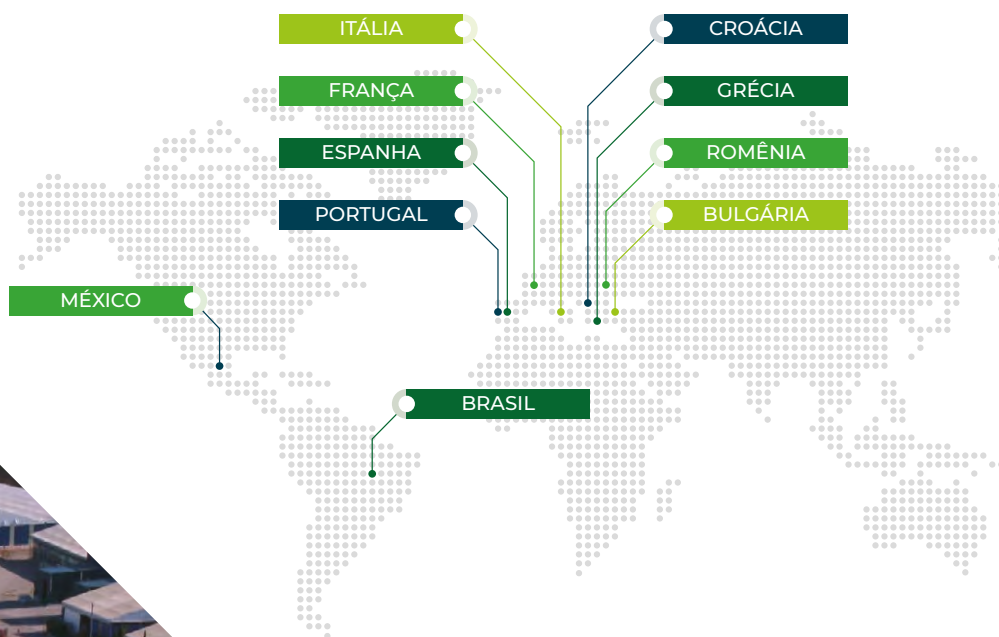 ITÁLIA
CROÁCIA
FRANÇA
GRÉCIA
ESPANHA
ROMÊNIA
PORTUGAL
BULGÁRIA
MÉXICO
BRASIL